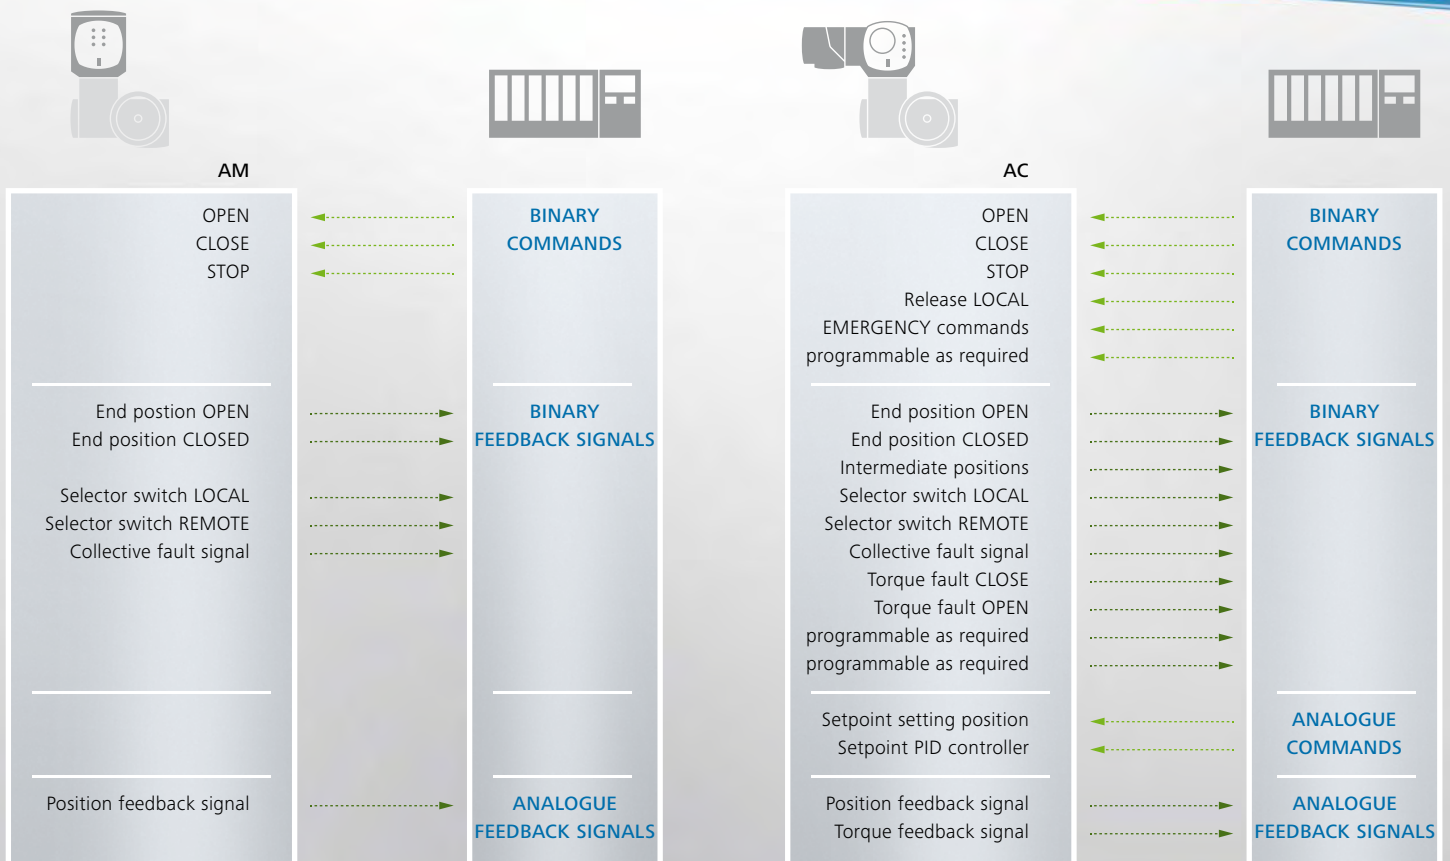 AM
OPEN
CLOSE
STOP
BINARY
COMMANDS
End postion OPEN
End position CLOSED
Selector switch LOCAL
Selector switch REMOTE
Collective fault signal
BINARY
FEEDBACK SIGNALS
Position feedback signal
ANALOGUE
FEEDBACK SIGNALS
AC
OPEN
CLOSE
STOP
Release LOCAL
EMERGENCY commands
programmable as required
BINARY
COMMANDS
End position OPEN
End position CLOSED
Intermediate positions
Selector switch LOCAL
Selector switch REMOTE
Collective fault signal
Torque fault CLOSE
Torque fault OPEN
programmable as required
programmable as required
BINARY
FEEDBACK SIGNALS
Setpoint setting position
Setpoint PID controller
ANALOGUE
COMMANDS
Position feedback signal
Torque feedback signal
ANALOGUE
FEEDBACK SIGNALS